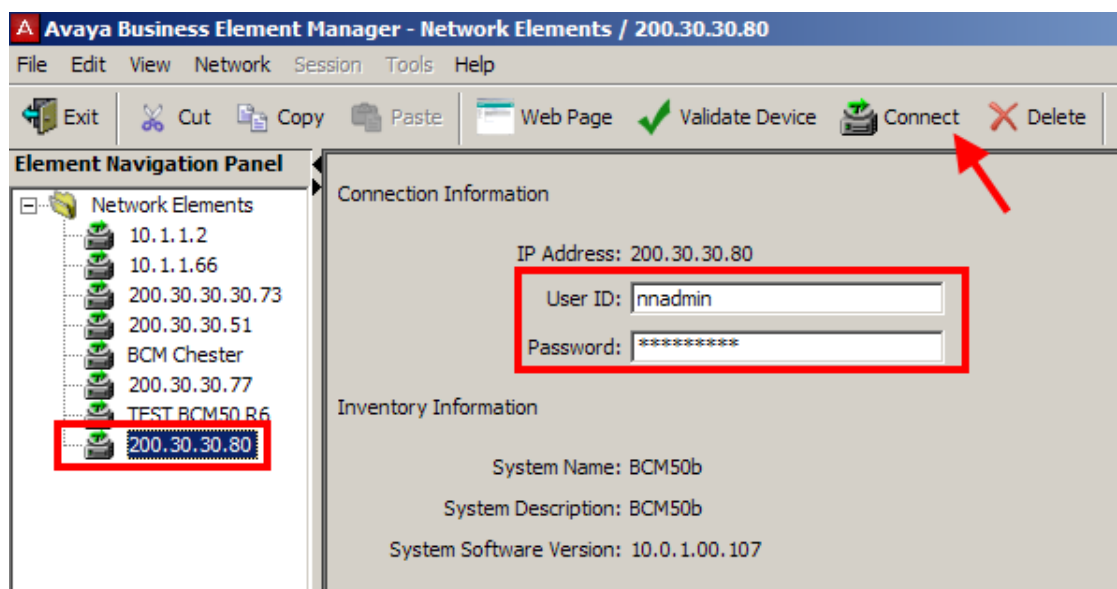 A Avaya Business Element Manager - Network Elements / 200.30.30.80
File Edit View Network Session Tools Help
Exit Cut Copy Paste Web Page Validate Device Connect Delete
Element Navigation Panel
Network Elements
10.1.1.2
10.1.1.66
200.30.30.30.73
200.30.30.51
BCM Chester
200.30.30.77
TEST BCM50 R6
200.30.30.80
Connection Information
IP Address: 200.30.30.80
User ID: nnadmin
Password: *********
Inventory Information
System Name: BCM50b
System Description: BCM50b
System Software Version: 10.0.1.00.107